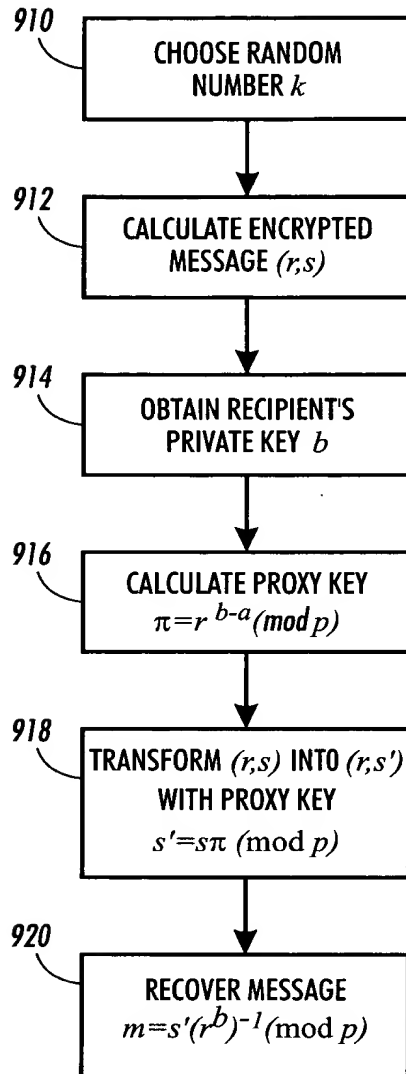 910
CHOOSE RANDOM
NUMBER k
912
CALCULATE ENCRYPTED
MESSAGE (r,s)
914
OBTAIN RECIPIENT'S
PRIVATE KEY b
916
CALCULATE PROXY KEY
π=r^{b-a}(mod p)
918
TRANSFORM (r,s) INTO (r,s')
WITH PROXY KEY
s'=sπ (mod p)
920
RECOVER MESSAGE
m=s'(r^b)^{-1}(mod p)